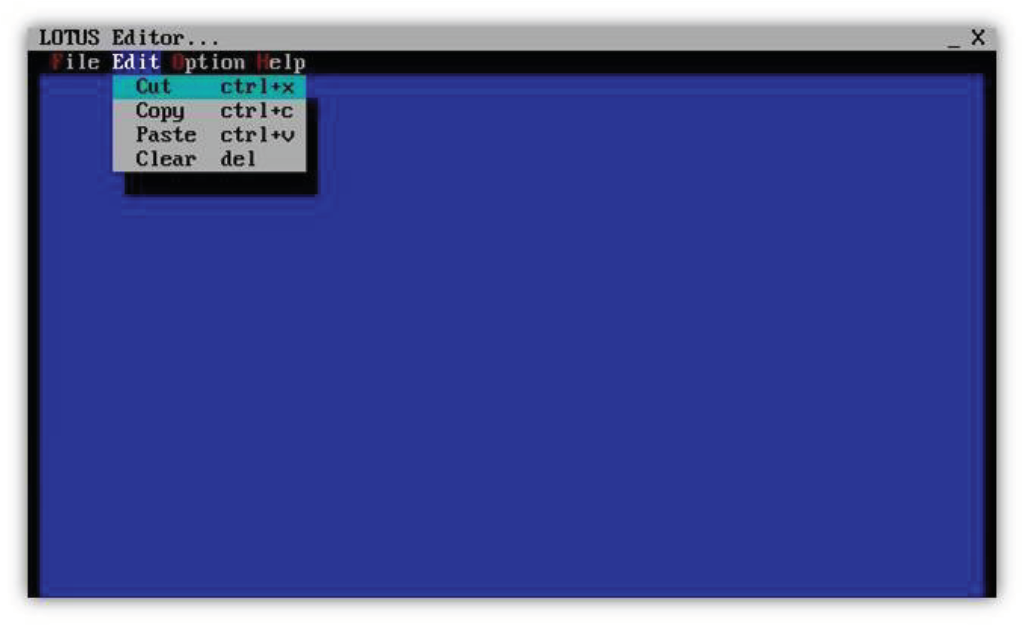 LOTUS Editor... _ X
File Edit Option Help
Cut ctrl+x
Copy ctrl+c
Paste ctrl+v
Clear del